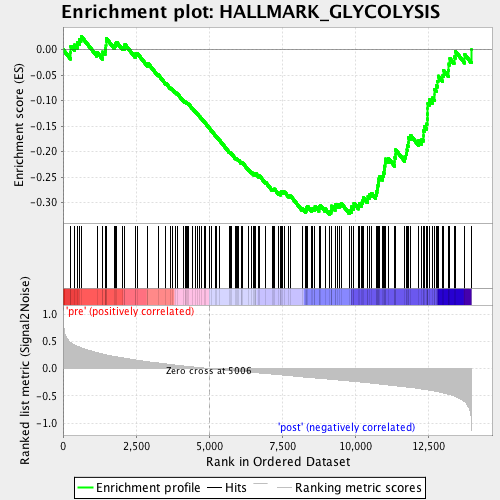 Enrichment plot: HALLMARK_GLYCOLYSIS
Enrichment score (ES)
0.00
-0.05
-0.10
-0.15
-0.20
-0.25
-0.30
'pre' (positively correlated)
Ranked list metric (Signal2Noise)
1.0
0.5
0.0
-0.5
-1.0
Zero cross at 5006
'post' (negatively correlated)
0
2,500
5,000
7,500
10,000
12,500
Rank in Ordered Dataset
Enrichment profile
Hits
Ranking metric scores